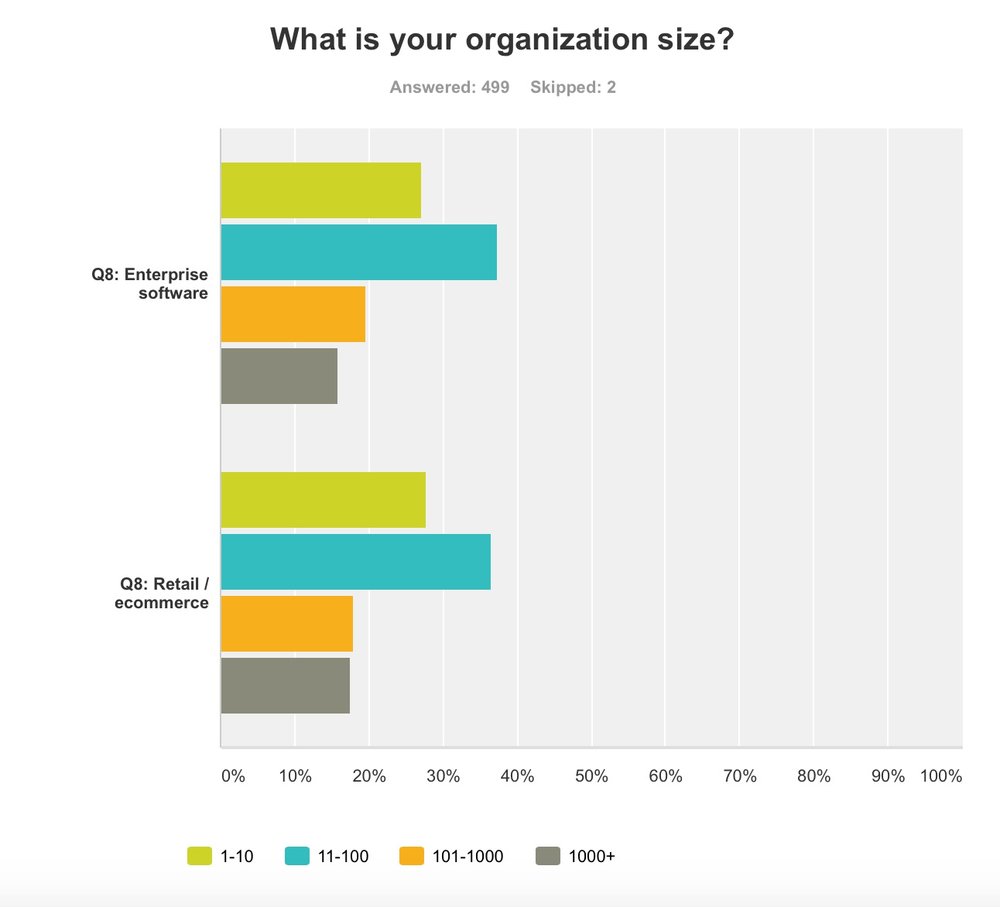 What is your organization size?
Answered: 499 Skipped: 2
Q8: Enterprise
software
Q8: Retail /
ecommerce
0% 10% 20% 30% 40% 50% 60% 70% 80% 90% 100%
1-10 11-100 101-1000 1000+